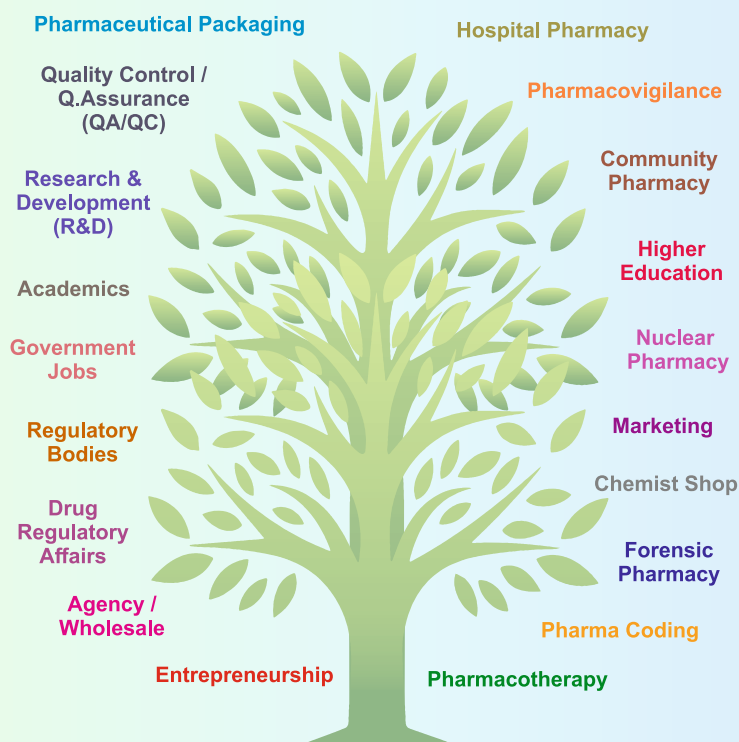 Pharmaceutical Packaging
Quality Control /
Q.Assurance
(QA/QC)
Research &
Development
(R&D)
Academics
Government
Jobs
Regulatory
Bodies
Drug
Regulatory
Affairs
Agency /
Wholesale
Entrepreneurship
Hospital Pharmacy
Pharmacovigilance
Community
Pharmacy
Higher
Education
Nuclear
Pharmacy
Marketing
Chemist Shop
Forensic
Pharmacy
Pharma Coding
Pharmacotherapy